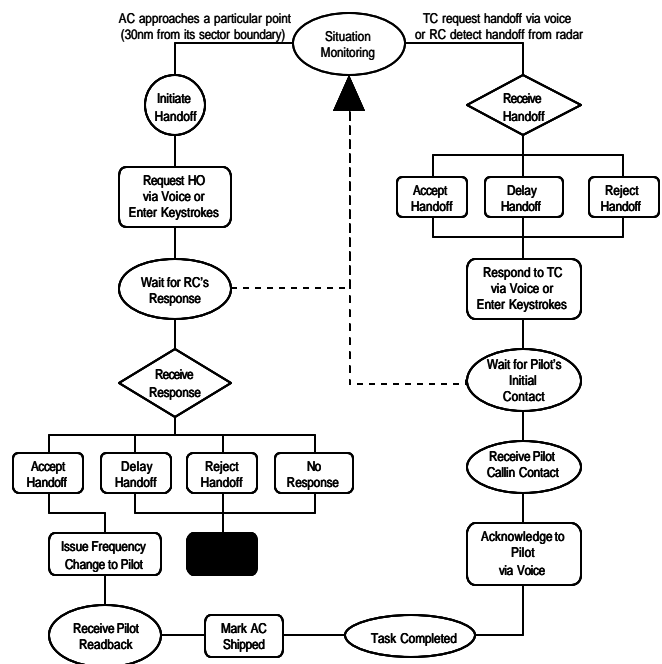 AC approaches a particular point
(30nm from its sector boundary)
Situation
Monitoring
TC request handoff via voice
or RC detect handoff from radar
Initiate
Handoff
Request HO
via Voice or
Enter Keystrokes
Wait for RC's
Response
Receive
Response
Accept
Handoff
Delay
Handoff
Reject
Handoff
No
Response
Issue Frequency
Change to Pilot
Receive Pilot
Readback
Mark AC
Shipped
Task Completed
Receive
Handoff
Accept
Handoff
Delay
Handoff
Reject
Handoff
Respond to TC
via Voice or
Enter Keystrokes
Wait for Pilot's
Initial
Contact
Receive Pilot
Callin Contact
Acknowledge to
Pilot
via Voice